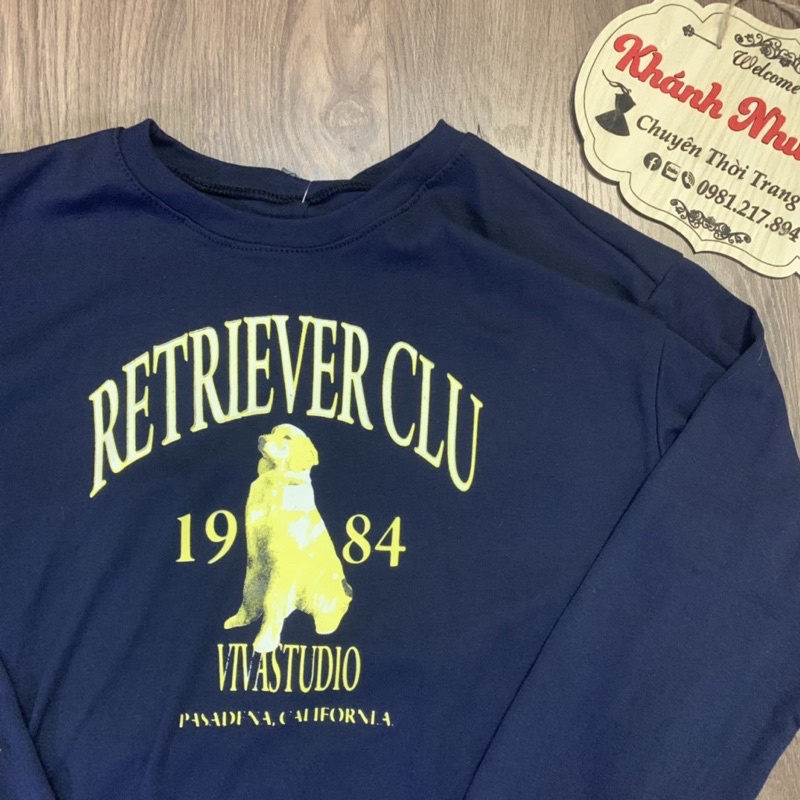 Welcome
Khánh Như
Chuyên Thời Trang
0981.217.894
RETRIEVER CLU
19 84
VIVASTUDIO
PASADENA, CALIFORNIA.